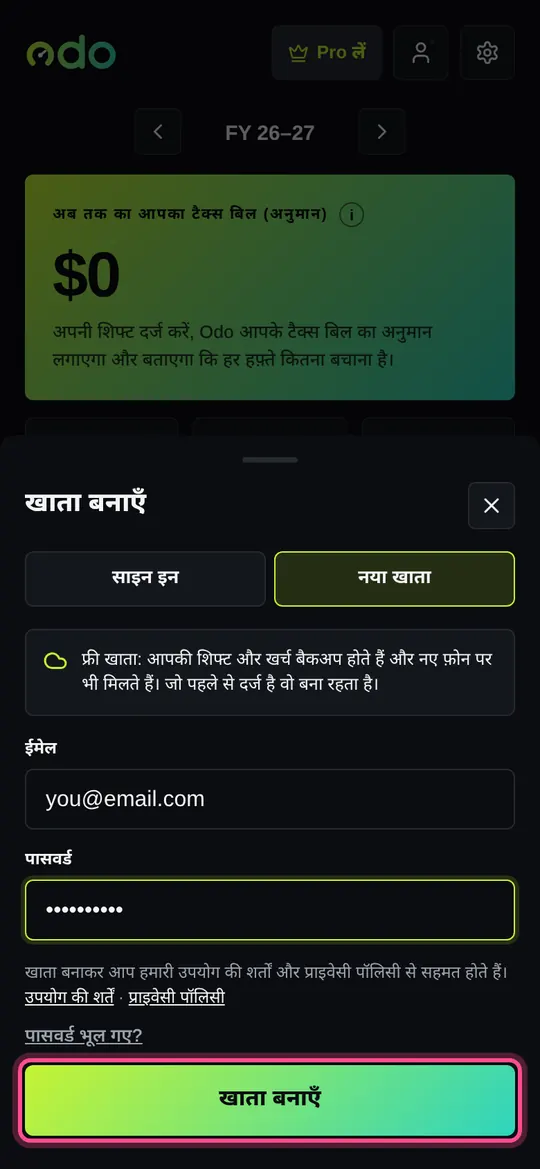 odo
Pro लें
FY 26–27
अब तक का आपका टैक्स बिल (अनुमान) i
$0
अपनी शिफ्ट दर्ज करें, Odo आपके टैक्स बिल का अनुमान
लगाएगा और बताएगा कि हर हफ़्ते कितना बचाना है।
खाता बनाएँ
साइन इन
नया खाता
फ्री खाता: आपकी शिफ्ट और खर्च बैकअप होते हैं और नए फ़ोन पर
भी मिलते हैं। जो पहले से दर्ज है वो बना रहता है।
ईमेल
you@email.com
पासवर्ड
••••••••••
खाता बनाकर आप हमारी उपयोग की शर्तों और प्राइवेसी पॉलिसी से सहमत होते हैं।
उपयोग की शर्तें · प्राइवेसी पॉलिसी
पासवर्ड भूल गए?
खाता बनाएँ